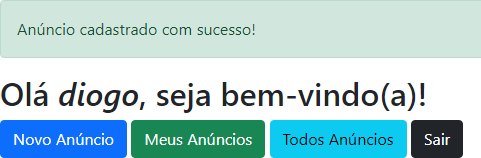 Anúncio cadastrado com sucesso!
Olá diogo, seja bem-vindo(a)!
Novo Anúncio Meus Anúncios Todos Anúncios Sair